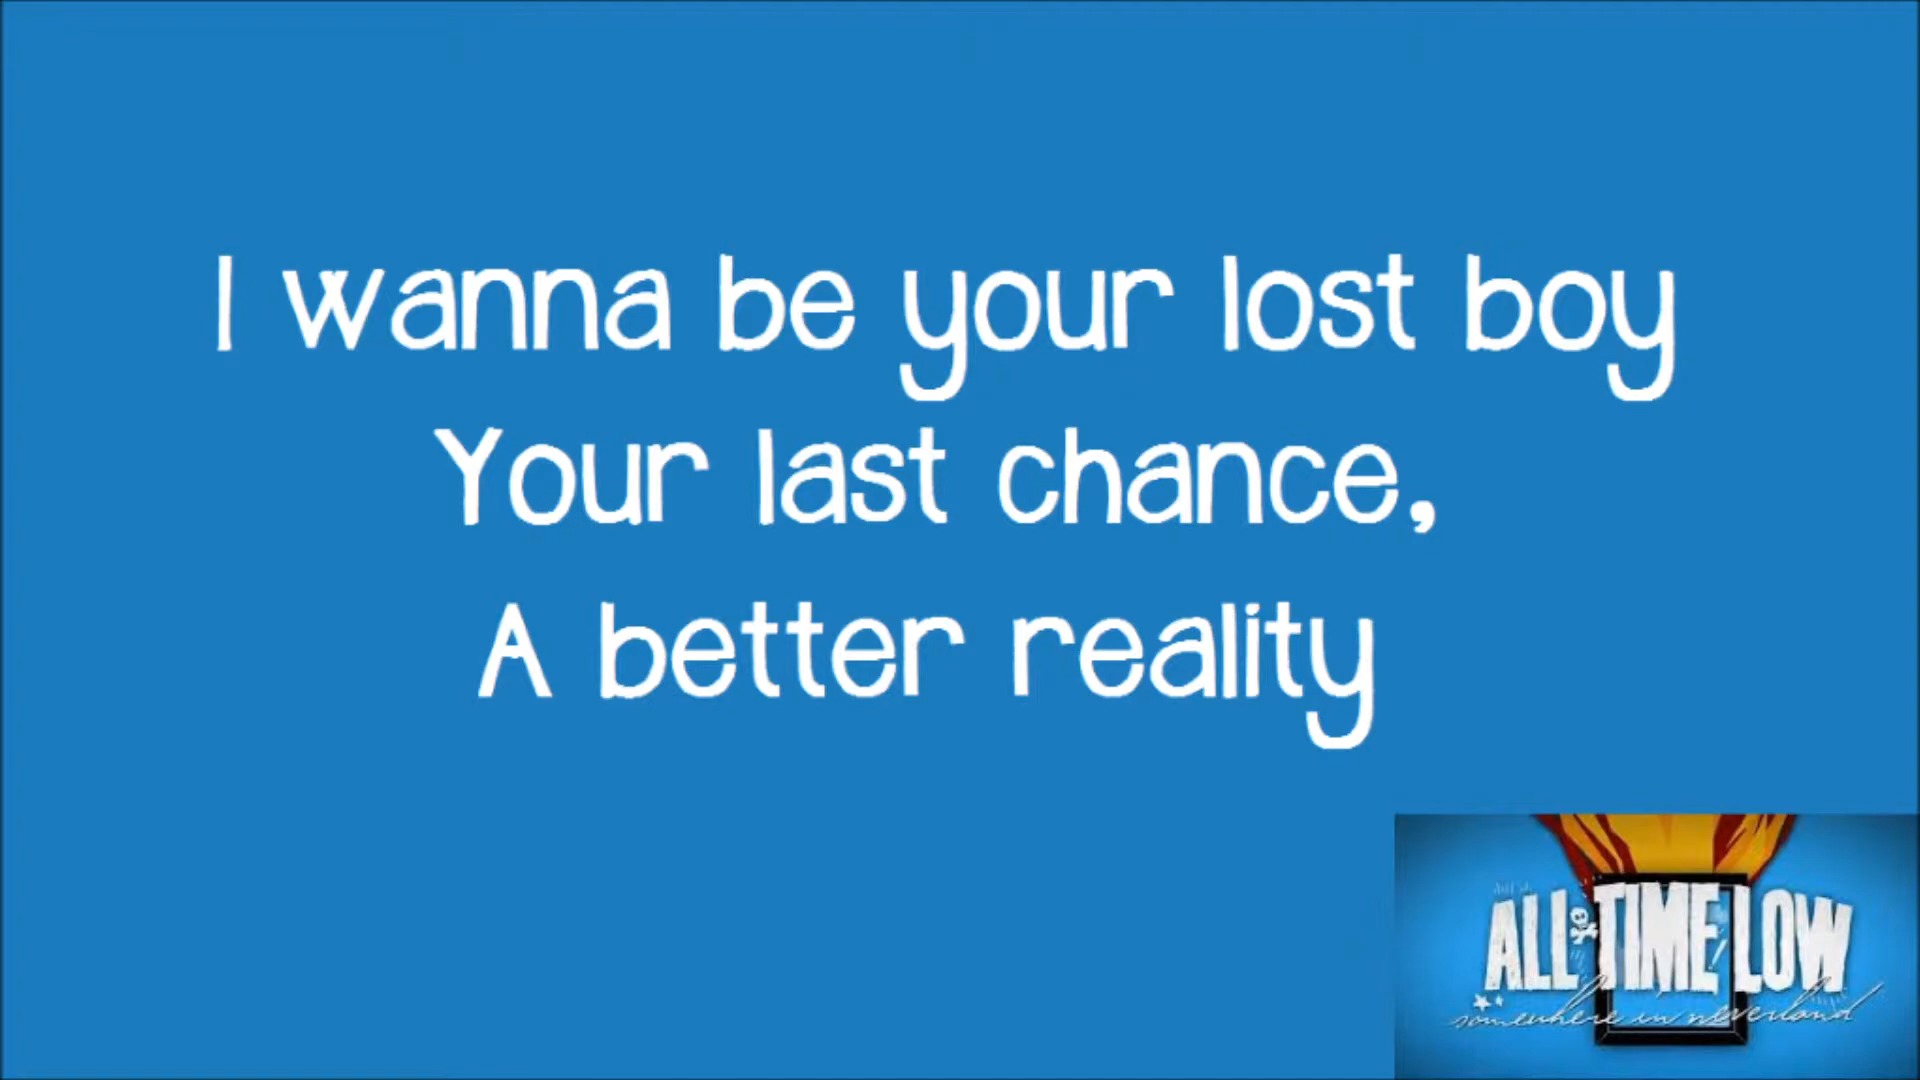 I wanna be your lost boy
Your last chance,
A better reality
ALL TIME LOW
somewhere in neverland